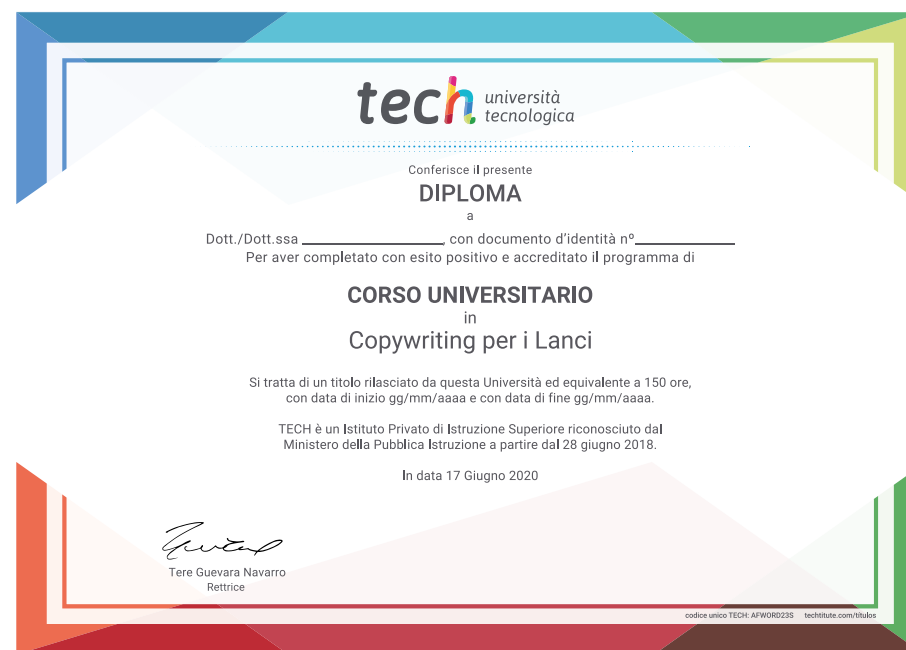 tech università
tecnologica
Conferisce il presente
DIPLOMA
a
Dott./Dott.ssa ____________________, con documento d'identità nº______________
Per aver completato con esito positivo e accreditato il programma di
CORSO UNIVERSITARIO
in
Copywriting per i Lanci
Si tratta di un titolo rilasciato da questa Università ed equivalente a 150 ore,
con data di inizio gg/mm/aaaa e con data di fine gg/mm/aaaa.
TECH è un Istituto Privato di Istruzione Superiore riconosciuto dal
Ministero della Pubblica Istruzione a partire dal 28 giugno 2018.
In data 17 Giugno 2020
Tere Guevara Navarro
Rettrice
codice unico TECH: AFWORD23S techtitute.com/titulos